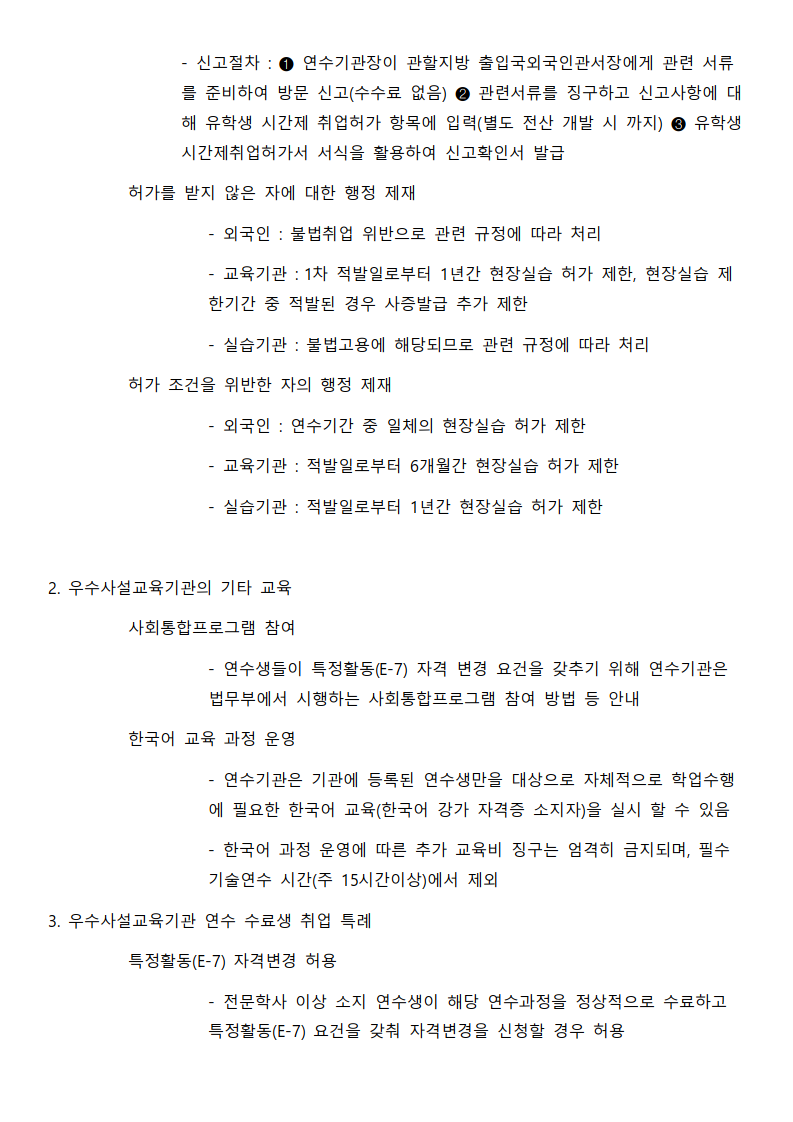 - 신고절차 : ❶ 연수기관장이 관할지방 출입국외국인관서장에게 관련 서류
를 준비하여 방문 신고(수수료 없음) ❷ 관련서류를 징구하고 신고사항에 대
해 유학생 시간제 취업허가 항목에 입력(별도 전산 개발 시 까지) ❸ 유학생
시간제취업허가서 서식을 활용하여 신고확인서 발급
허가를 받지 않은 자에 대한 행정 제재
- 외국인 : 불법취업 위반으로 관련 규정에 따라 처리
- 교육기관 : 1차 적발일로부터 1년간 현장실습 허가 제한, 현장실습 제
한기간 중 적발된 경우 사증발급 추가 제한
- 실습기관 : 불법고용에 해당되므로 관련 규정에 따라 처리
허가 조건을 위반한 자의 행정 제재
- 외국인 : 연수기간 중 일체의 현장실습 허가 제한
- 교육기관 : 적발일로부터 6개월간 현장실습 허가 제한
- 실습기관 : 적발일로부터 1년간 현장실습 허가 제한
2. 우수사설교육기관의 기타 교육
사회통합프로그램 참여
- 연수생들이 특정활동(E-7) 자격 변경 요건을 갖추기 위해 연수기관은
법무부에서 시행하는 사회통합프로그램 참여 방법 등 안내
한국어 교육 과정 운영
- 연수기관은 기관에 등록된 연수생만을 대상으로 자체적으로 학업수행
에 필요한 한국어 교육(한국어 강가 자격증 소지자)을 실시 할 수 있음
- 한국어 과정 운영에 따른 추가 교육비 징구는 엄격히 금지되며, 필수
기술연수 시간(주 15시간이상)에서 제외
3. 우수사설교육기관 연수 수료생 취업 특례
특정활동(E-7) 자격변경 허용
- 전문학사 이상 소지 연수생이 해당 연수과정을 정상적으로 수료하고
특정활동(E-7) 요건을 갖춰 자격변경을 신청할 경우 허용